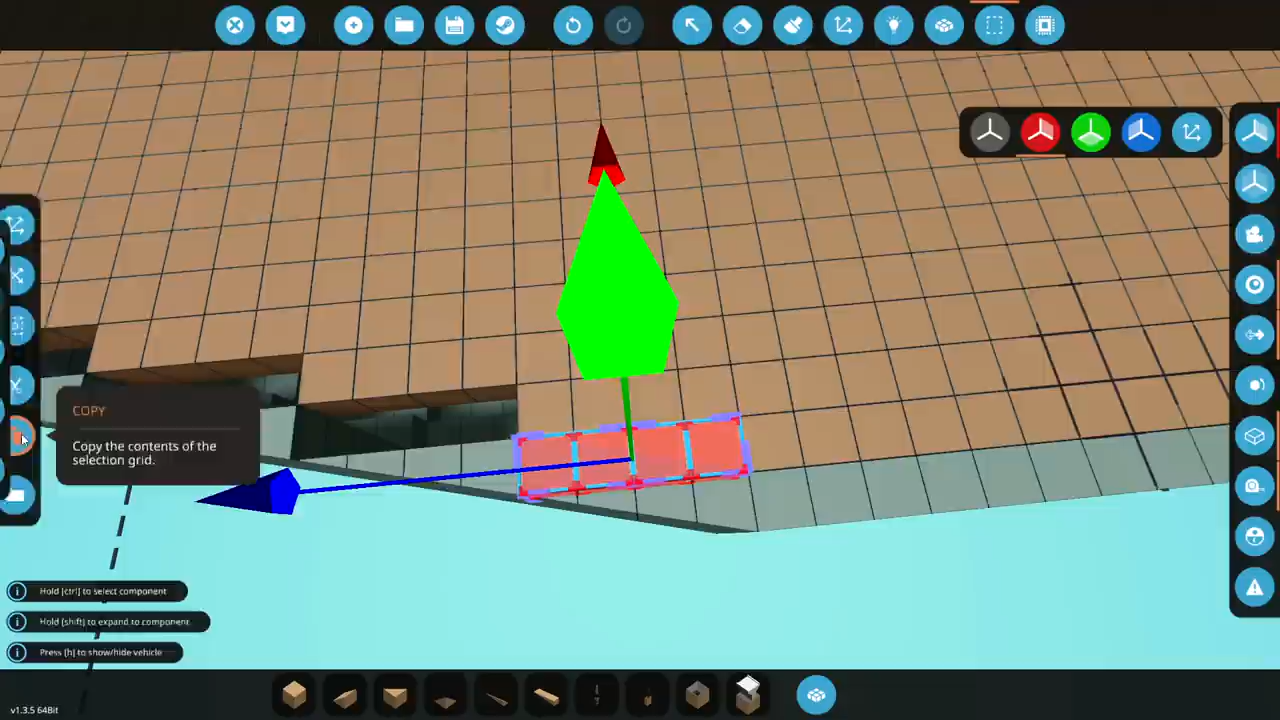 COPY
Copy the contents of the
selection grid.
Hold [ctrl] to select component
Hold [shift] to expand to component
Press [h] to show/hide vehicle
v1.3.5 64Bit